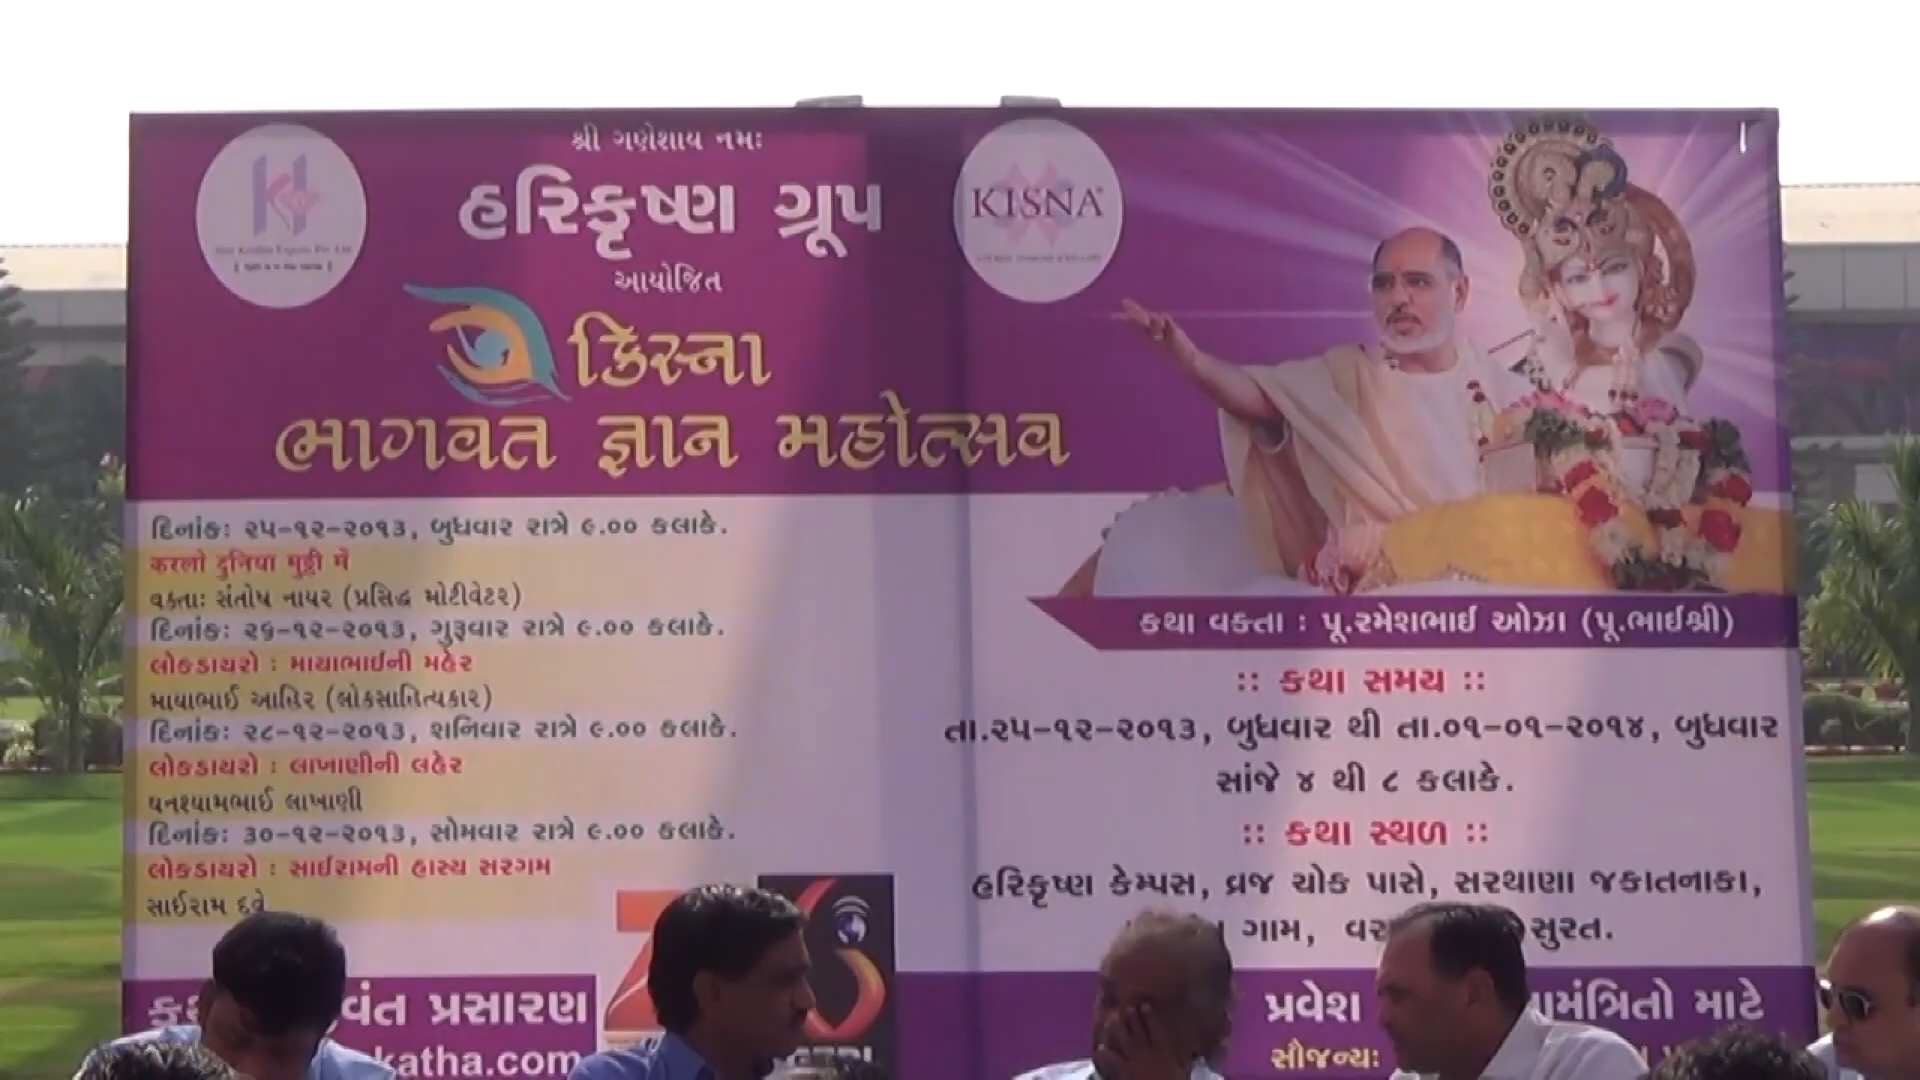 શ્રી ગણેશાય નમઃ
હરિકૃષ્ણ ગ્રૂપ
આયોજિત
કિસ્ના
ભાગવત જ્ઞાન મહોત્સવ
KISNA
દિનાંકઃ ૨૫-૧૨-૨૦૧૩, બુધવાર રાત્રે ૯.૦૦ કલાકે.
કરલો દુનિયા મુઠ્ઠી મેં
વક્તાઃ સંતોષ નાયર (પ્રસિદ્ધ મોટીવેટર)
દિનાંકઃ ૨૬-૧૨-૨૦૧૩, ગુરૂવાર રાત્રે ૯.૦૦ કલાકે.
લોકડાયરો : માયાભાઈની મહેર
માયાભાઈ આહિર (લોકસાહિત્યકાર)
દિનાંકઃ ૨૮-૧૨-૨૦૧૩, શનિવાર રાત્રે ૯.૦૦ કલાકે.
લોકડાયરો : લાખાણીની લહેર
ઘનશ્યામભાઈ લાખાણી
દિનાંકઃ ૩૦-૧૨-૨૦૧૩, સોમવાર રાત્રે ૯.૦૦ કલાકે.
લોકડાયરો : સાંઈરામની હાસ્ય સરગમ
સાંઈરામ દવે
પ્રસારણ
katha.com
કથા વક્તા : પૂ.રમેશભાઈ ઓઝા (પૂ.ભાઈશ્રી)
:: કથા સમય ::
તા.૨૫-૧૨-૨૦૧૩, બુધવાર થી તા.૦૧-૦૧-૨૦૧૪, બુધવાર
સાંજે ૪ થી ૮ કલાકે.
:: કથા સ્થળ ::
હરિકૃષ્ણ કેમ્પસ, વ્રજ ચોક પાસે, સરથાણા જકાતનાકા,
ગામ, સુરત.
પ્રવેશ માટે
સૌજન્યઃ